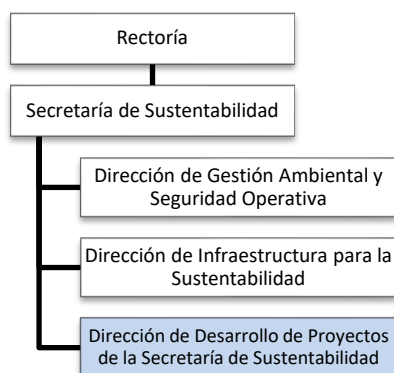 Rectoría
Secretaría de Sustentabilidad
Dirección de Gestión Ambiental y
Seguridad Operativa
Dirección de Infraestructura para la
Sustentabilidad
Dirección de Desarrollo de Proyectos
de la Secretaría de Sustentabilidad